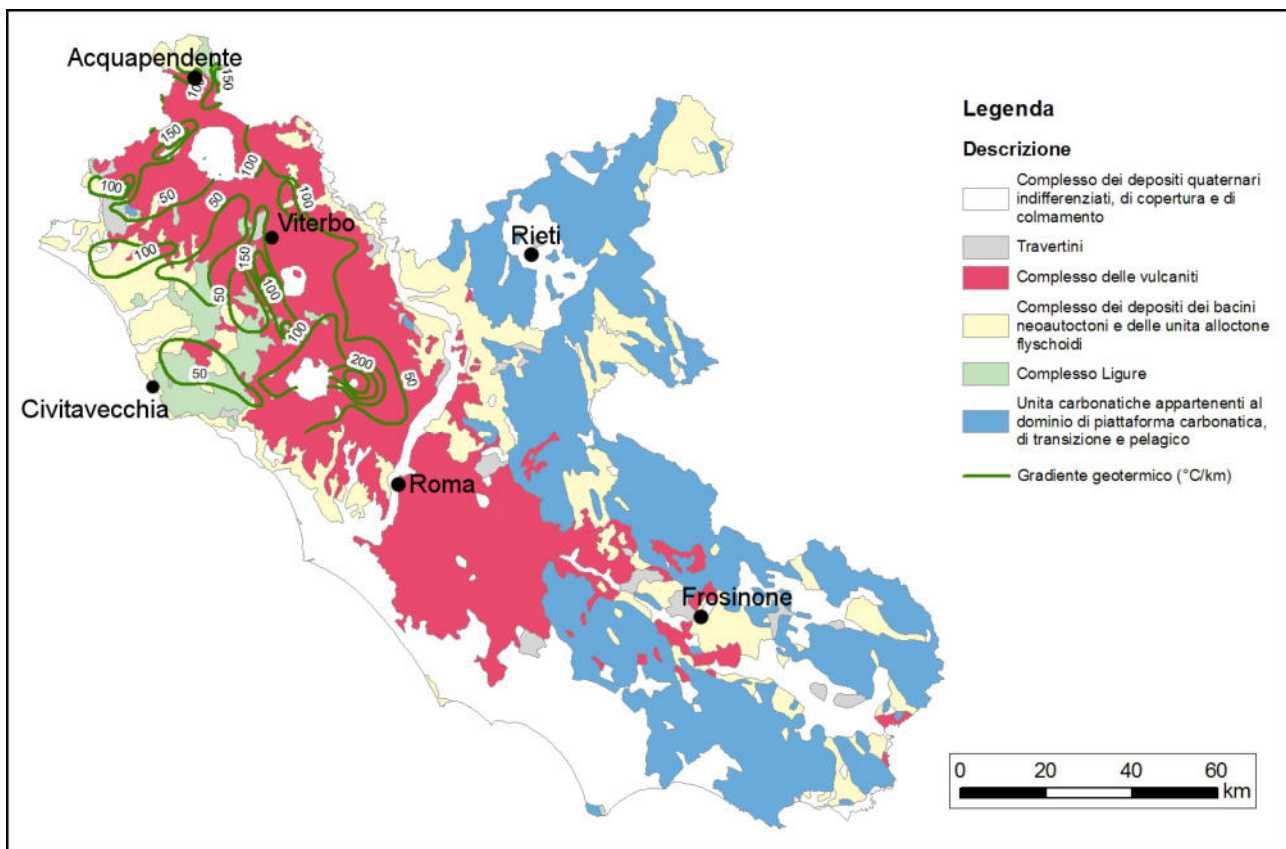 Acquapendente
150
100
150
100
50
50
100
100
Viterbo
100
150
50
100
100
50
200
50
Civitavecchia
Roma
Rieti
Frosinone
Legenda
Descrizione
Complesso dei depositi quaternari
indifferenziati, di copertura e di
colmamento
Travertini
Complesso delle vulcaniti
Complesso dei depositi dei bacini
neoautoctoni e delle unita alloctone
flyschoidi
Complesso Ligure
Unita carbonatiche appartenenti al
dominio di piattaforma carbonatica,
di transizione e pelagico
Gradiente geotermico (°C/km)
0 20 40 60
km